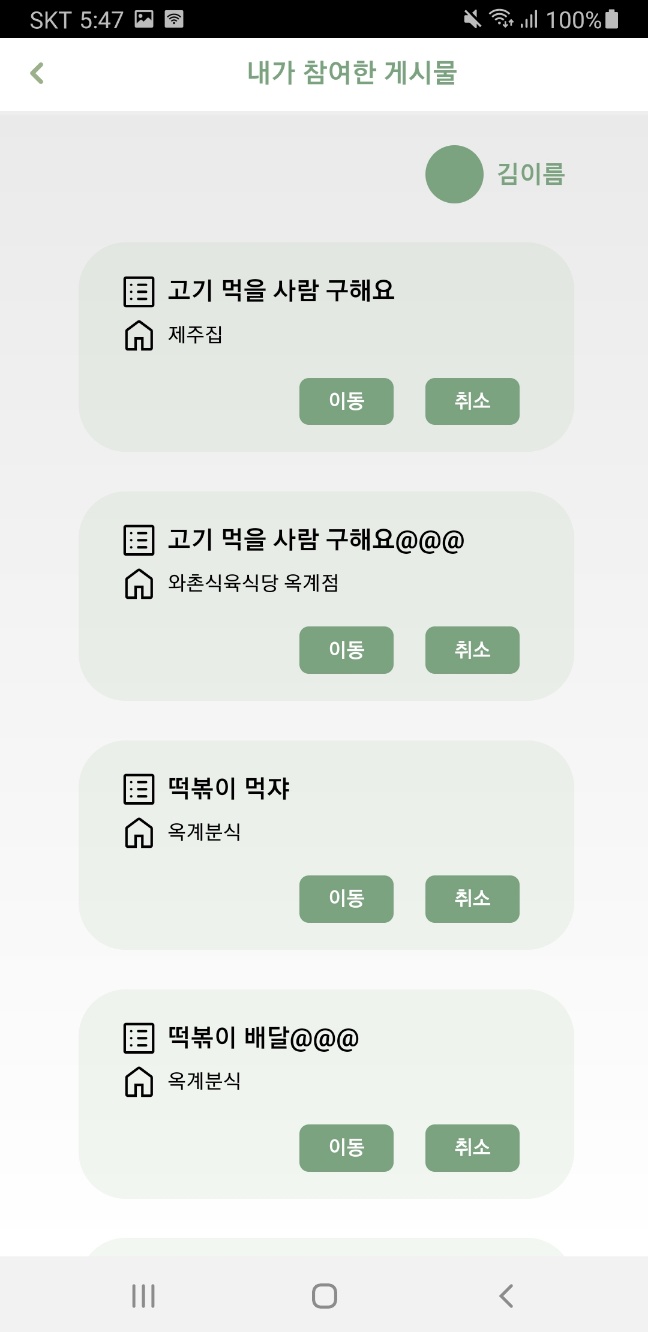 SKT 5:47 100%
내가 참여한 게시물
김이름
고기 먹을 사람 구해요
제주집
이동 취소
고기 먹을 사람 구해요@@@
와촌식육식당 옥계점
이동 취소
떡볶이 먹쟈
옥계분식
이동 취소
떡볶이 배달@@@
옥계분식
이동 취소